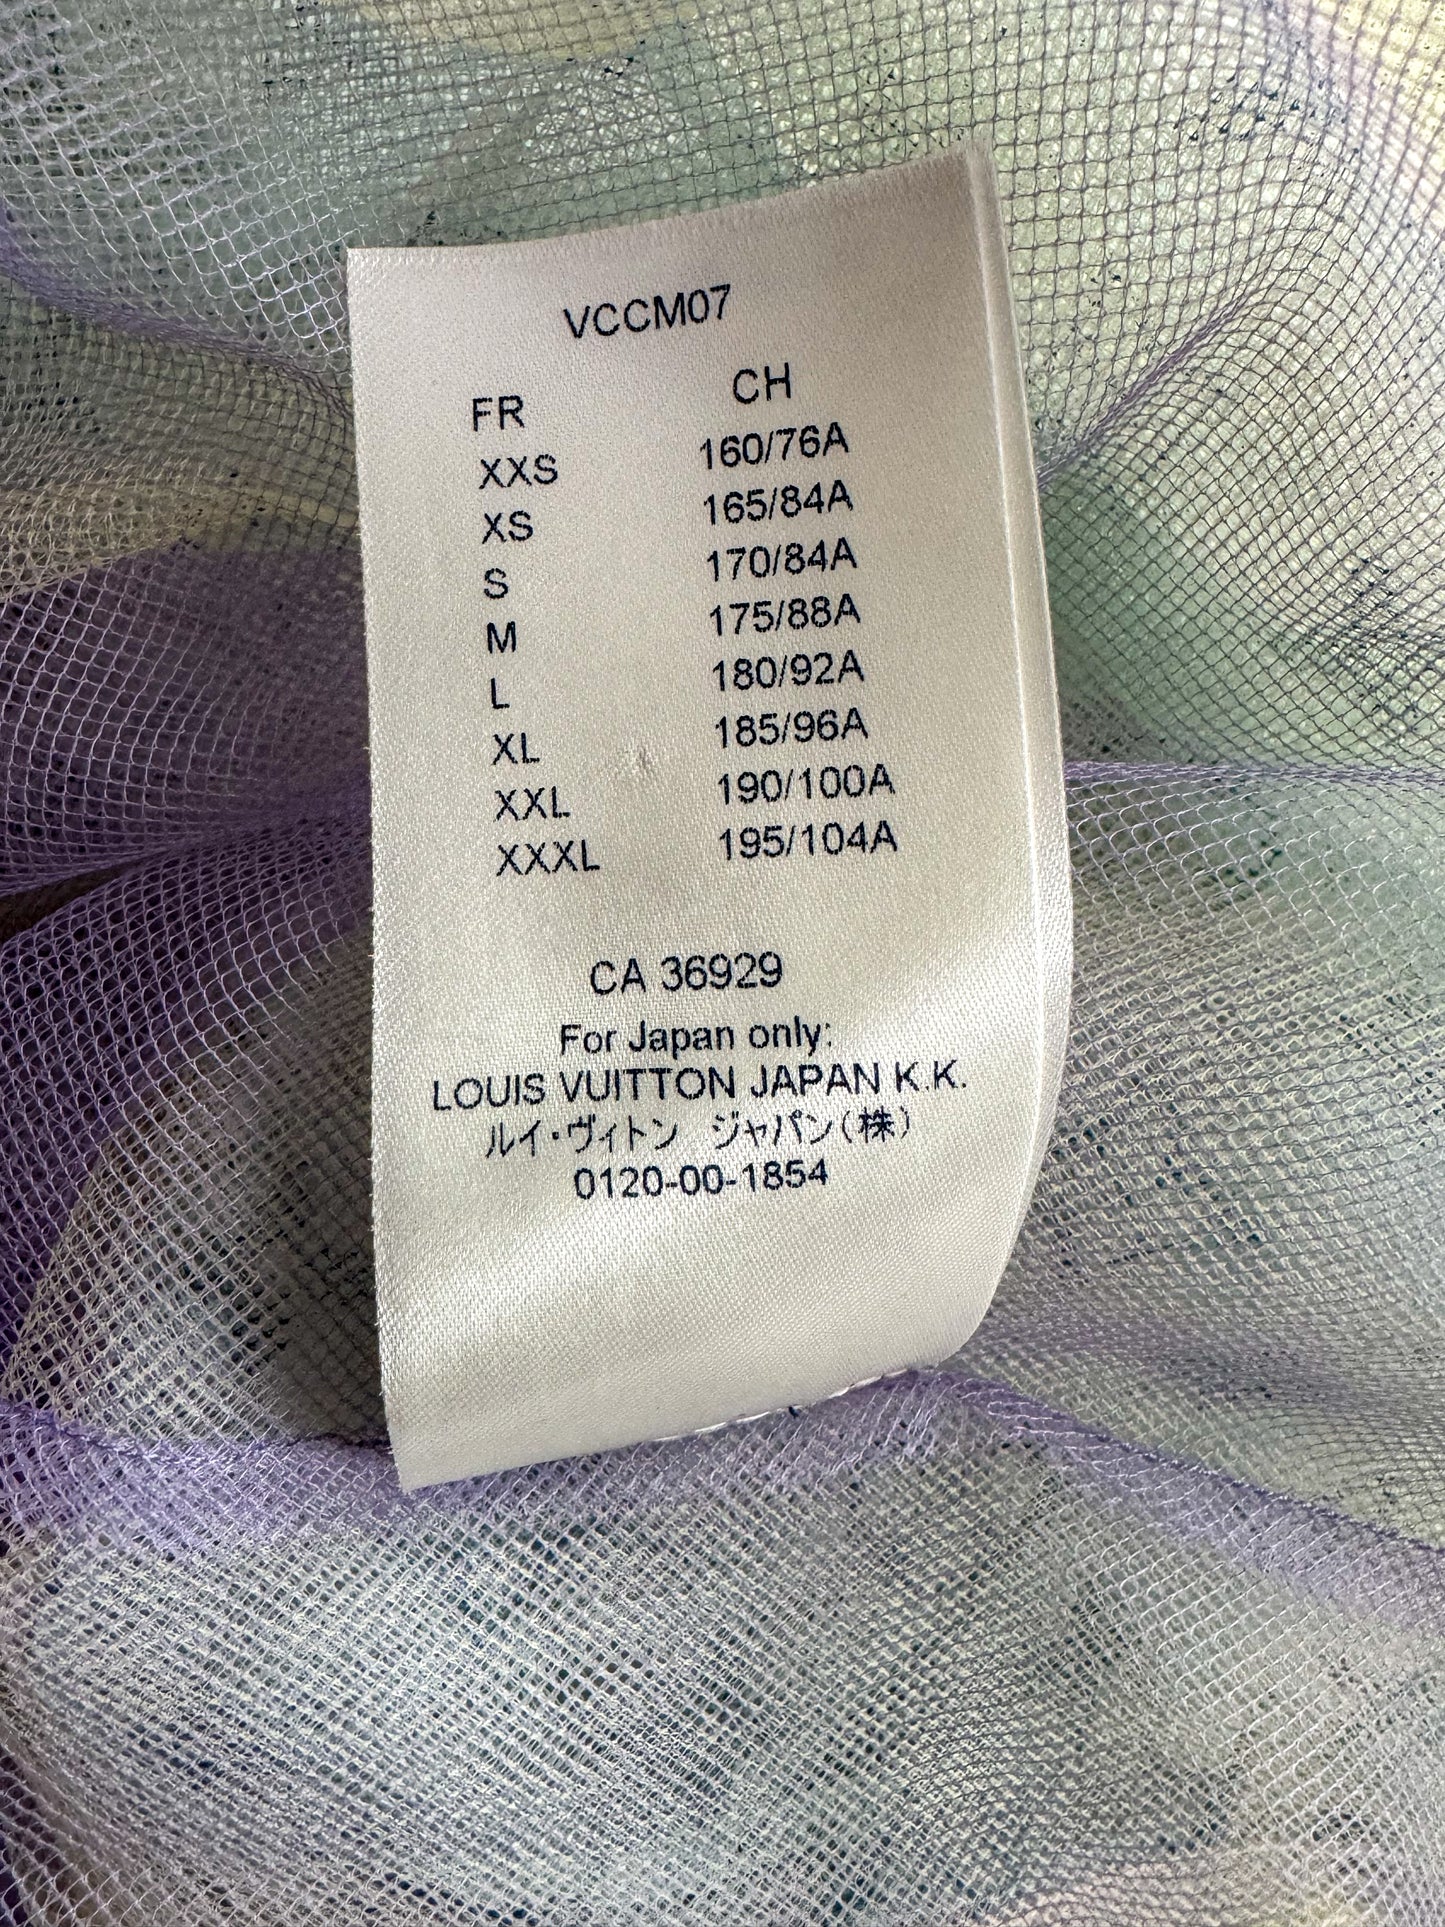 VCCM07
FR CH
XXS 160/76A
XS 165/84A
S 170/84A
M 175/88A
L 180/92A
XL 185/96A
XXL 190/100A
XXXL 195/104A
CA 36929
For Japan only:
LOUIS VUITTON JAPAN K.K.
ルイ・ヴィトン ジャパン(株)
0120-00-1854